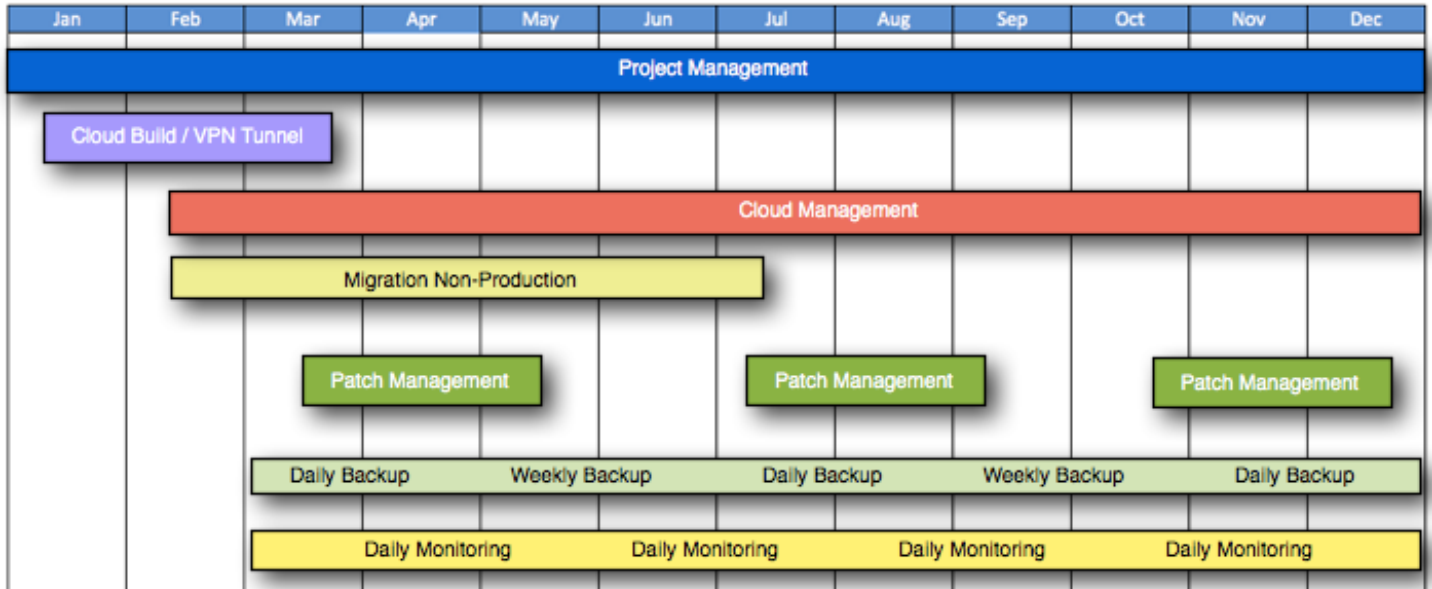 Jan Feb Mar Apr May Jun Jul Aug Sep Oct Nov Dec
Project Management
Cloud Build / VPN Tunnel
Cloud Management
Migration Non-Production
Patch Management Patch Management Patch Management
Daily Backup Weekly Backup Daily Backup Weekly Backup Daily Backup
Daily Monitoring Daily Monitoring Daily Monitoring Daily Monitoring